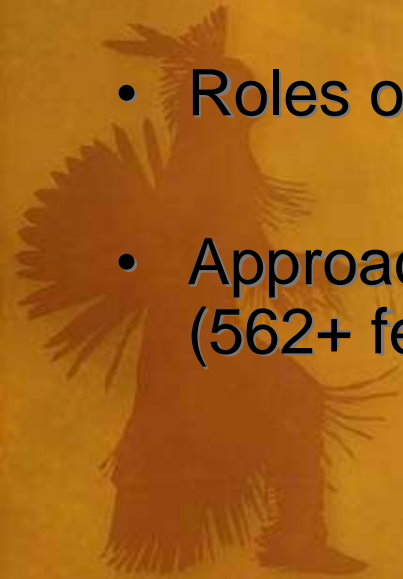 • Roles o
• Approac
(562+ fe